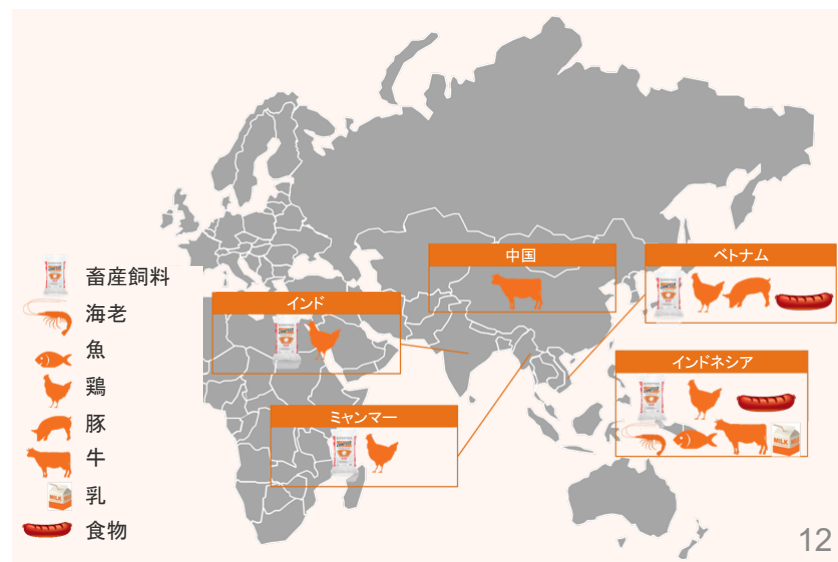 中国
ベトナム
畜産飼料
海老
インド
魚
インドネシア
鶏
ミャンマー
豚
牛
MILK
乳
食物
12